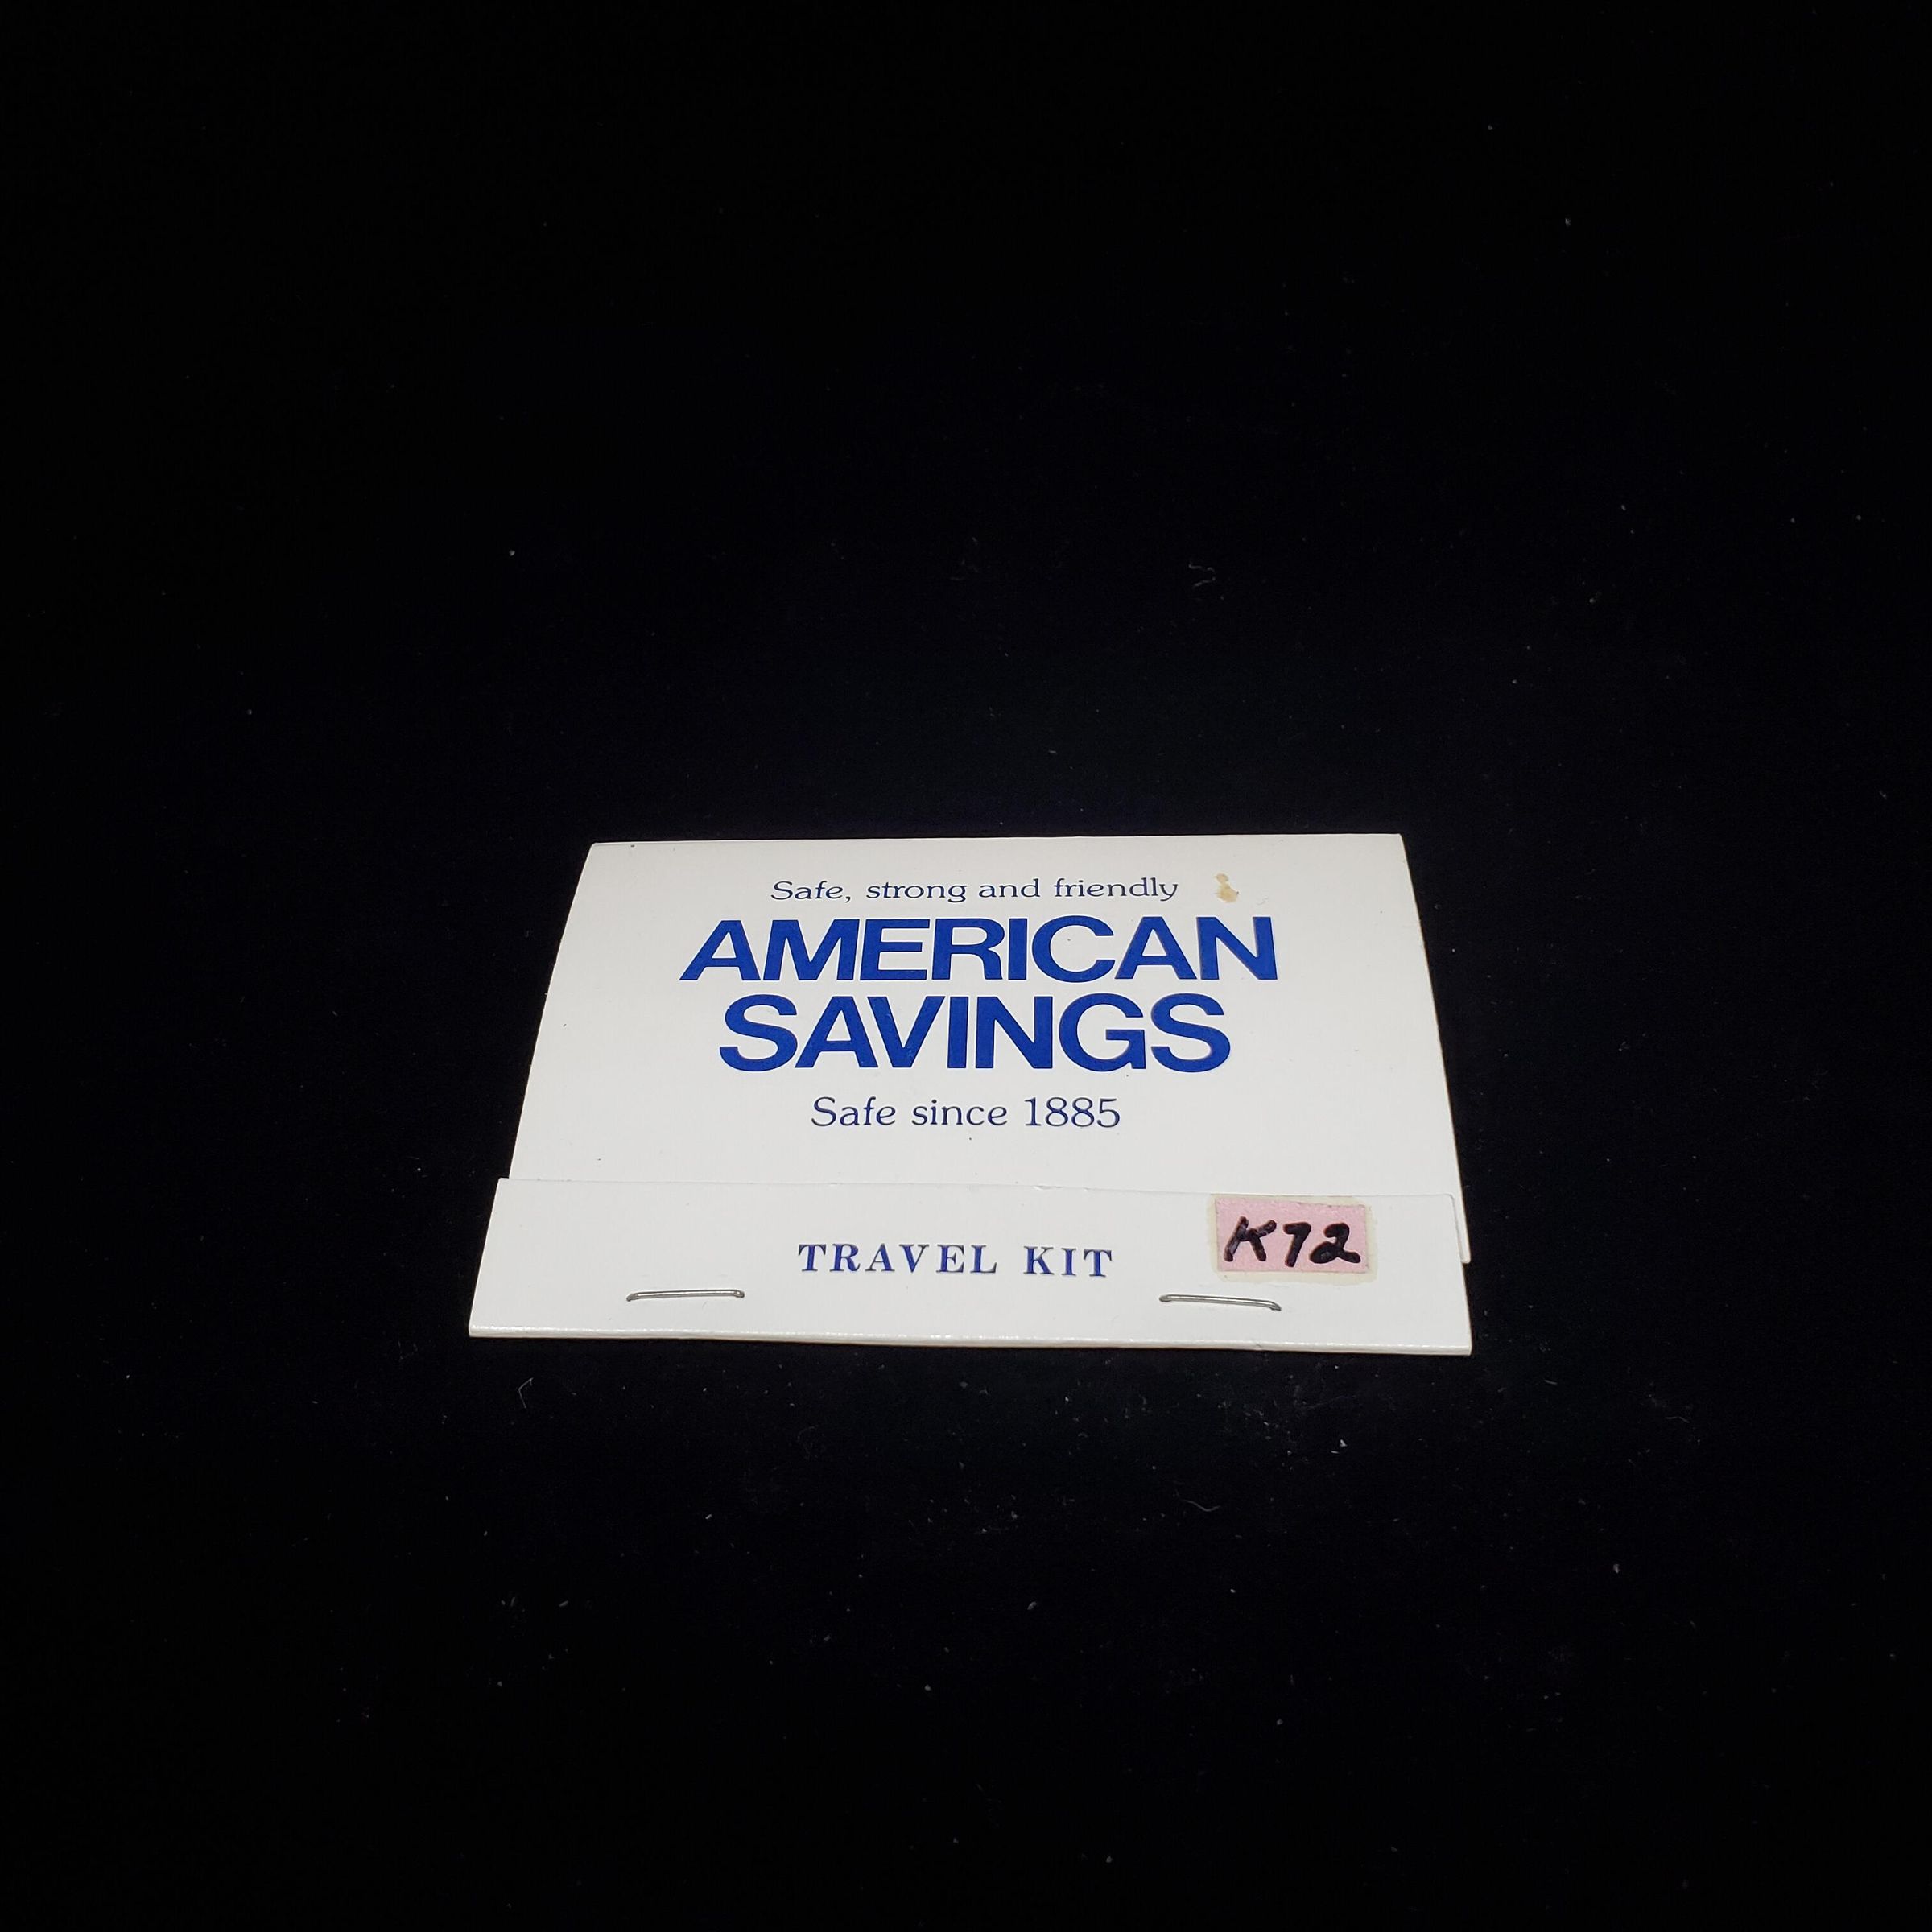 Safe, strong and friendly
AMERICAN
SAVINGS
Safe since 1885
TRAVEL KIT
K72